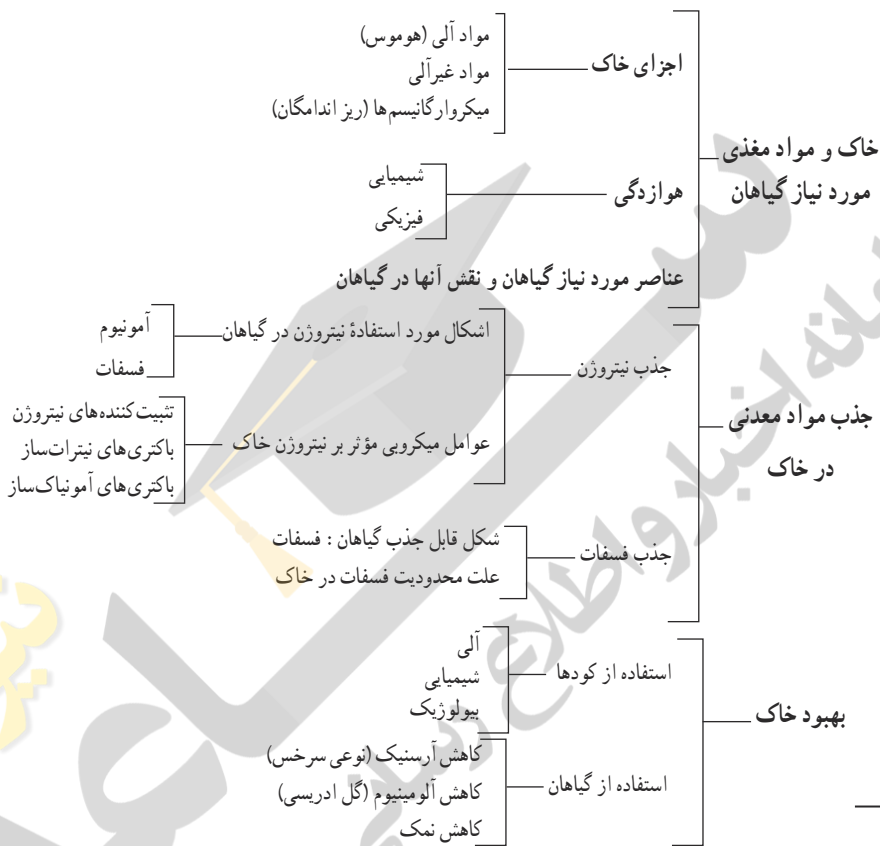 خاک و مواد مغذی
مورد نیاز گیاهان
اجزای خاک
مواد آلی (هوموس)
مواد غیرآلی
میکروارگانیسم‌ها (ریز اندامگان)
هوازدگی
شیمیایی
فیزیکی
عناصر مورد نیاز گیاهان و نقش آنها در گیاهان
جذب مواد معدنی
در خاک
جذب نیتروژن
اشکال مورد استفادهٔ نیتروژن در گیاهان
آمونیوم
فسفات
عوامل میکروبی مؤثر بر نیتروژن خاک
تثبیت‌کننده‌های نیتروژن
باکتری‌های نیترات‌ساز
باکتری‌های آمونیاک‌ساز
جذب فسفات
شکل قابل جذب گیاهان : فسفات
علت محدودیت فسفات در خاک
بهبود خاک
استفاده از کودها
آلی
شیمیایی
بیولوژیک
استفاده از گیاهان
کاهش آرسنیک (نوعی سرخس)
کاهش آلومینیوم (گل ادریسی)
کاهش نمک